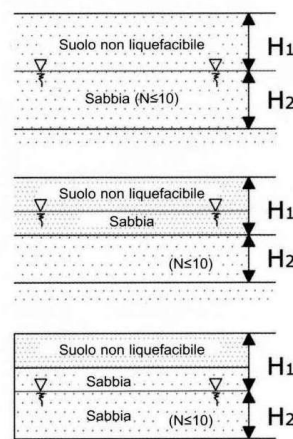 Suolo non liquefacibile
H1
Sabbia (N≤10)
H2
Suolo non liquefacibile
H1
Sabbia
(N≤10)
H2
Suolo non liquefacibile
H1
Sabbia
Sabbia
(N≤10)
H2